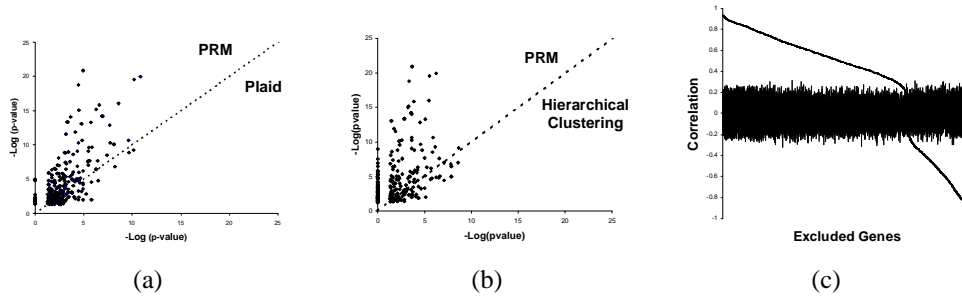 PRM
Plaid
25
20
15
10
5
0
-Log (p-value)
0 5 10 15 20 25
-Log (p-value)
(a)
PRM
Hierarchical
Clustering
25
20
15
10
5
0
-Log(pvalue)
0 5 10 15 20 25
-Log(pvalue)
(b)
1
0.8
0.6
0.4
0.2
0
-0.2
-0.4
-0.6
-0.8
-1
Correlation
Excluded Genes
(c)